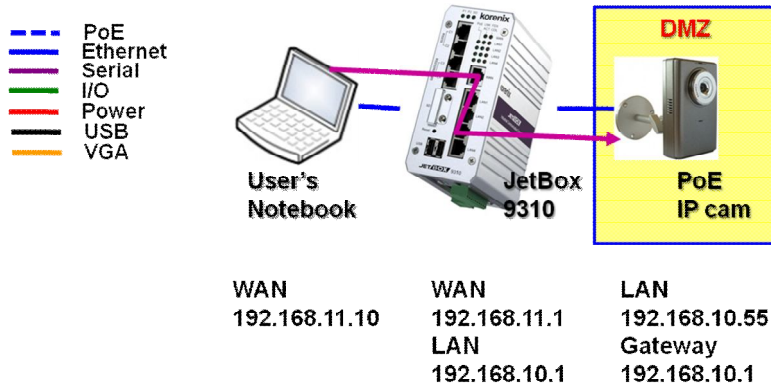 PoE
Ethernet
Serial
I/O
Power
USB
VGA
korenix
JETBOX 9310
DMZ
User's
Notebook
JetBox
9310
PoE
IP cam
WAN
192.168.11.10
WAN
192.168.11.1
LAN
192.168.10.1
LAN
192.168.10.55
Gateway
192.168.10.1